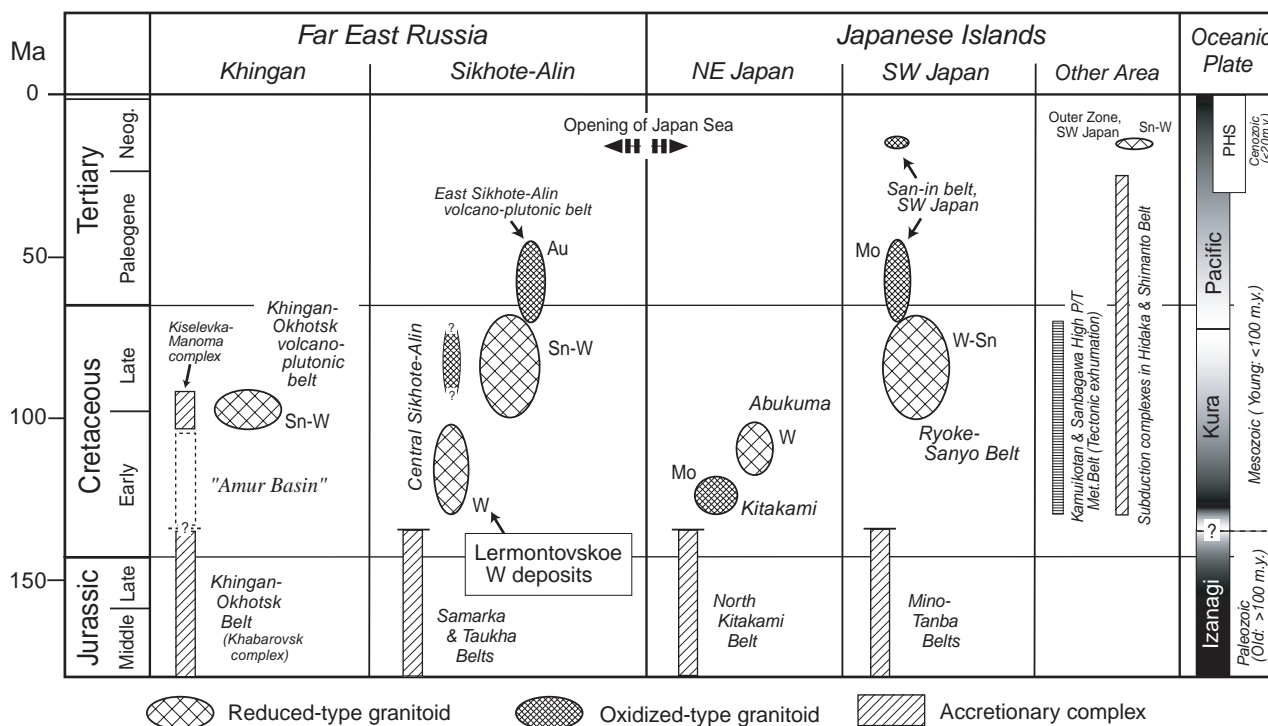 Ma
Far East Russia
Japanese Islands
Oceanic
Plate
Khingan
Sikhote-Alin
NE Japan
SW Japan
Other Area
0
50
100
150
Tertiary
Neog.
Paleogene
Cretaceous
Late
Early
Jurassic
Late
Middle
Kiselevka-
Manoma
complex
Khingan-
Okhotsk
volcano-
plutonic
belt
Sn-W
"Amur Basin"
?
Khingan-
Okhotsk
Belt
(Khabarovsk
complex)
Opening of Japan Sea
East Sikhote-Alin
volcano-plutonic belt
Au
Sn-W
Central Sikhote-Alin
?
?
W
Lermontovskoe
W deposits
Samarka
& Taukha
Belts
Abukuma
W
Mo
Kitakami
North
Kitakami
Belt
San-in belt,
SW Japan
Mo
W-Sn
Ryoke-
Sanyo Belt
Mino-
Tanba
Belts
Outer Zone,
SW Japan
Sn-W
Kamuikotan & Sanbagawa High P/T
Met.Belt (Tectonic exhumation)
Subduction complexes in Hidaka & Shimanto Belt
PHS
Cenozoic
(<20m.y.)
Pacific
Kura
?
Izanagi
Mesozoic ( Young: <100 m.y.)
Paleozoic
(Old: >100 m.y.)
Reduced-type granitoid
Oxidized-type granitoid
Accretionary complex